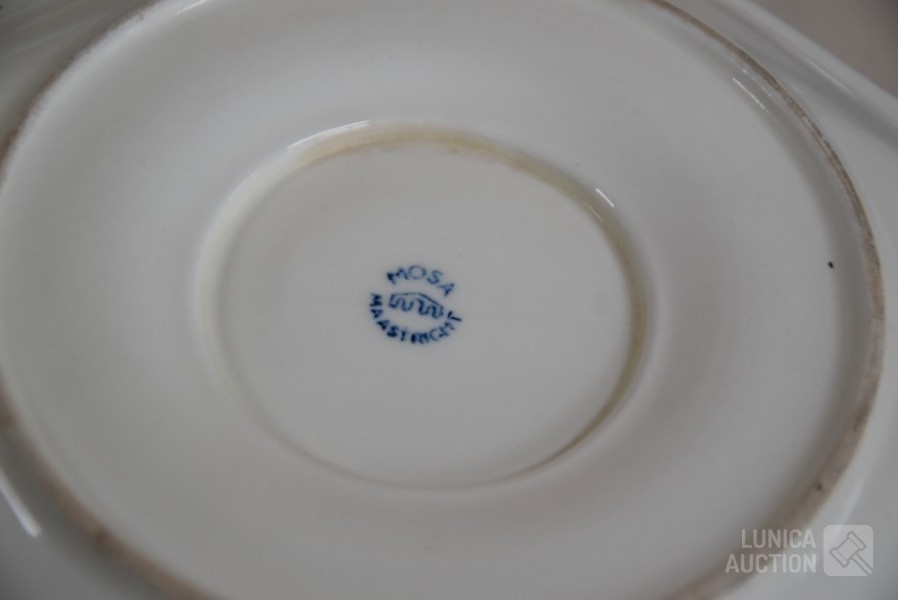 MOSA
MAASTRICHT
LUNICA
AUCTION